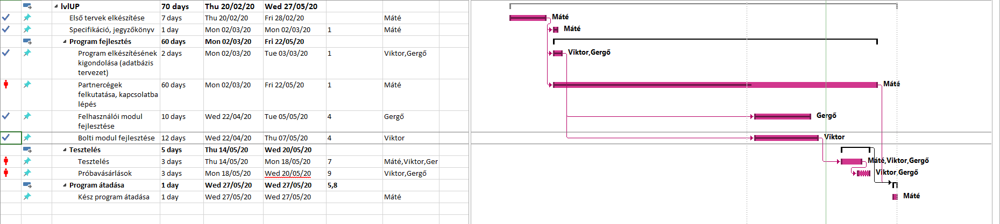 lvlUP 70 days Thu 20/02/20 Wed 27/05/20
Első tervek elkészítése 7 days Thu 20/02/20 Fri 28/02/20 Máté Máté
Specifikáció, jegyzőkönyv 1 day Mon 02/03/20 Mon 02/03/20 1 Máté Máté
Program fejlesztés 60 days Mon 02/03/20 Fri 22/05/20
Program elkészítésének 2 days Mon 02/03/20 Tue 03/03/20 1 Viktor,Gergő Viktor,Gergő
kigondolása (adatbázis
tervezet)
Partnercégek 60 days Mon 02/03/20 Fri 22/05/20 1 Máté Máté
felkutatása, kapcsolatba
lépés
Felhasználói modul 10 days Wed 22/04/20 Tue 05/05/20 4 Gergő Gergő
fejlesztése
Bolti modul fejlesztése 12 days Wed 22/04/20 Thu 07/05/20 4 Viktor Viktor
Tesztelés 5 days Thu 14/05/20 Wed 20/05/20
Tesztelés 3 days Thu 14/05/20 Mon 18/05/20 7 Máté,Viktor,Ger Máté,Viktor,Gergő
Próbavásárlások 3 days Mon 18/05/20 Wed 20/05/20 9 Viktor,Gergő Viktor,Gergő
Program átadása 1 day Wed 27/05/20 Wed 27/05/20 5,8
Kész program átadása 1 day Wed 27/05/20 Wed 27/05/20 Máté Máté